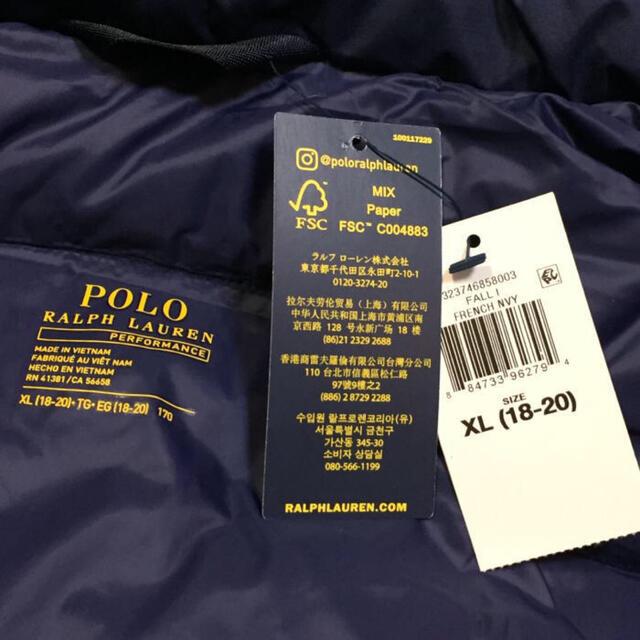 POLO
RALPH LAUREN
PERFORMANCE
MADE IN VIETNAM
FABRIQUÉ AU VIÊT NAM
HECHO EN VIETNAM
RN 41381/CA 56658
XL (18-20)•TG•EG (18-20) 170
100117229
@poloralphlauren
FSC
MIX
Paper
FSC™ C004883
ラルフ ローレン株式会社
東京都千代田区永田町2-10-1
0120-3274-20
拉尔夫劳伦贸易（上海）有限公司
中华人民共和国上海市黄浦区南
京西路 128 号永新广场 18 楼
(86)21 2329 2688
香港商雷夫羅倫有限公司台灣分公司
110 台北市信義區松仁路
97號9樓
(886) 2 8729 2288
수입원 랄프로렌코리아(유)
서울특별시 금천구
가산동 345-30
소비자 상담실
080-566-1199
RALPHLAUREN.COM
323746858003
FALL I
FRENCH NVY
8 84733 96279 4
SIZE
XL (18-20)